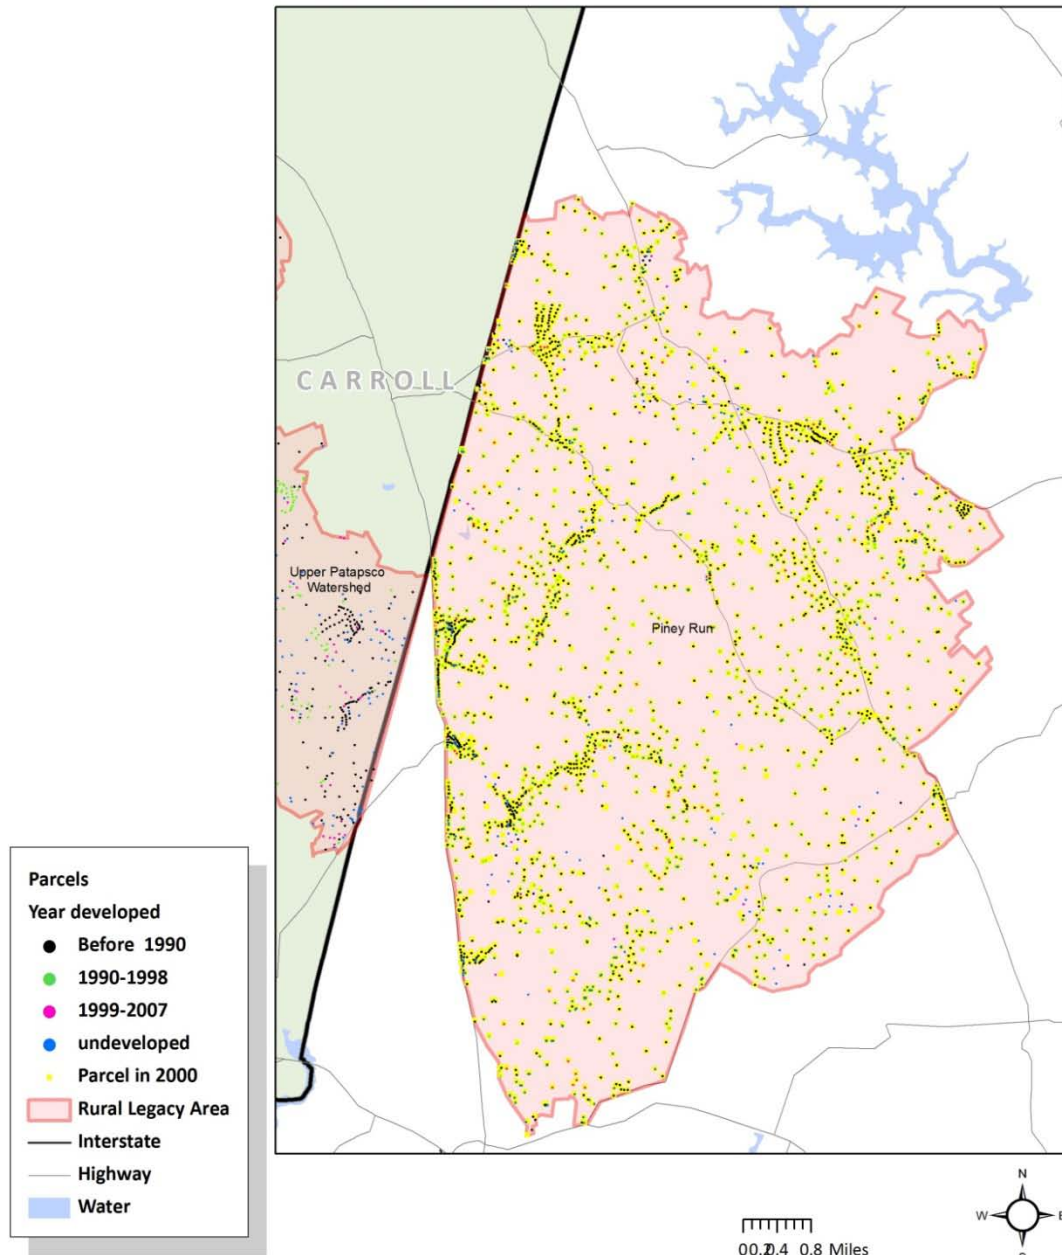 CARROLL
Upper Patapsco
Watershed
Piney Run
Parcels
Year developed
Before 1990
1990-1998
1999-2007
undeveloped
Parcel in 2000
Rural Legacy Area
Interstate
Highway
Water
N
W
E
S
0 0.2 0.4 0.8 Miles